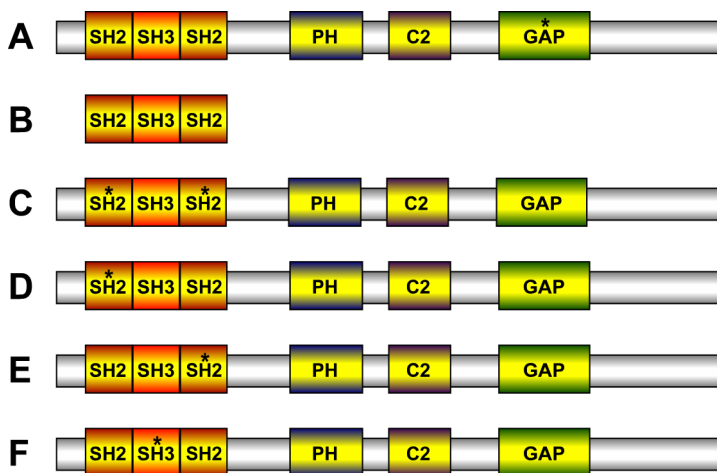 A SH2 SH3 SH2 PH C2 GAP *
B SH2 SH3 SH2
C SH2 * SH3 SH2 * PH C2 GAP
D SH2 * SH3 SH2 PH C2 GAP
E SH2 SH3 SH2 * PH C2 GAP
F SH2 SH3 * SH2 PH C2 GAP